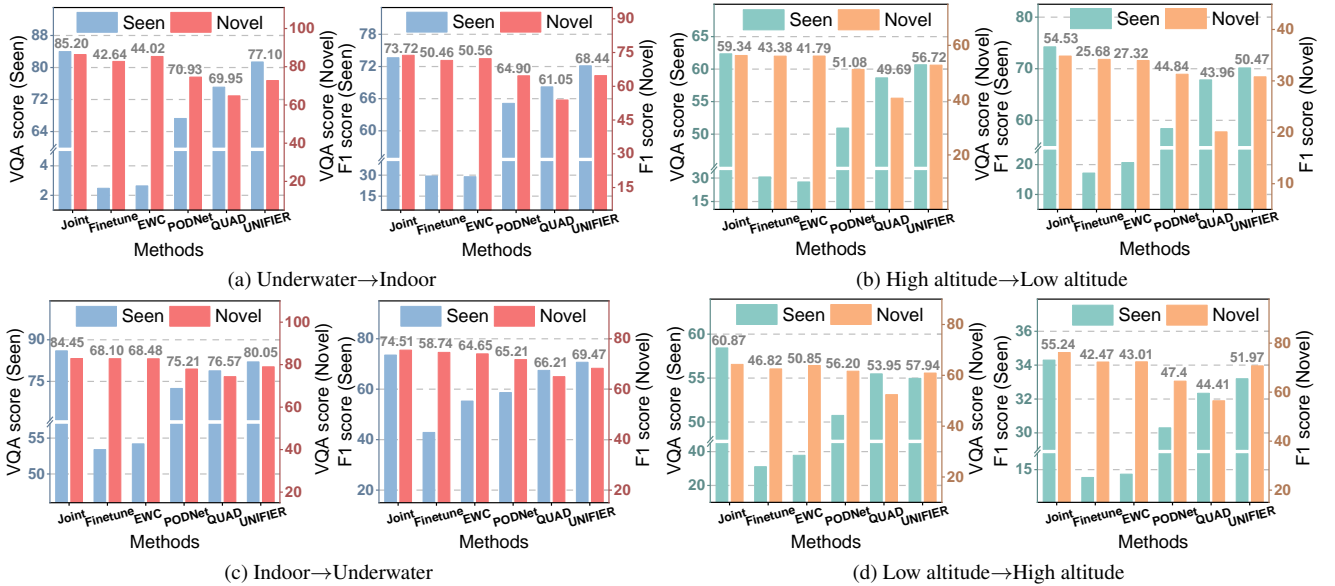 Seen Novel
VQA score (Seen)
88
80
72
64
4
2
85.20 42.64 44.02 70.93 69.95 77.10
100
80
60
40
20
VQA score (Novel)
Joint Finetune EWC PODNet QUAD UNIFIER
Methods
Seen Novel
F1 score (Seen)
78
72
66
60
30
15
73.72 50.46 50.56 64.90 61.05 68.44
90
75
60
45
30
15
F1 score (Novel)
Joint Finetune EWC PODNet QUAD UNIFIER
Methods
(a) Underwater→Indoor
Seen Novel
VQA score (Seen)
65
60
55
50
30
15
59.34 43.38 41.79 51.08 49.69 56.72
60
50
40
20
10
VQA score (Novel)
Joint Finetune EWC PODNet QUAD UNIFIER
Methods
Seen Novel
F1 score (Seen)
80
70
60
20
10
54.53 25.68 27.32 44.84 43.96 50.47
40
30
20
10
F1 score (Novel)
Joint Finetune EWC PODNet QUAD UNIFIER
Methods
(b) High altitude→Low altitude
Seen Novel
VQA score (Seen)
90
75
55
50
84.45 68.10 68.48 75.21 76.57 80.05
100
80
60
40
20
VQA score (Novel)
Joint Finetune EWC PODNet QUAD UNIFIER
Methods
Seen Novel
F1 score (Seen)
80
60
40
20
74.51 58.74 64.65 65.21 66.21 69.47
80
60
40
20
F1 score (Novel)
Joint Finetune EWC PODNet QUAD UNIFIER
Methods
(c) Indoor→Underwater
Seen Novel
VQA score (Seen)
60
55
50
40
20
60.87 46.82 50.85 56.20 53.95 57.94
80
60
40
20
VQA score (Novel)
Joint Finetune EWC PODNet QUAD UNIFIER
Methods
Seen Novel
F1 score (Seen)
36
34
32
30
15
55.24 42.47 43.01 47.4 44.41 51.97
80
60
40
20
F1 score (Novel)
Joint Finetune EWC PODNet QUAD UNIFIER
Methods
(d) Low altitude→High altitude